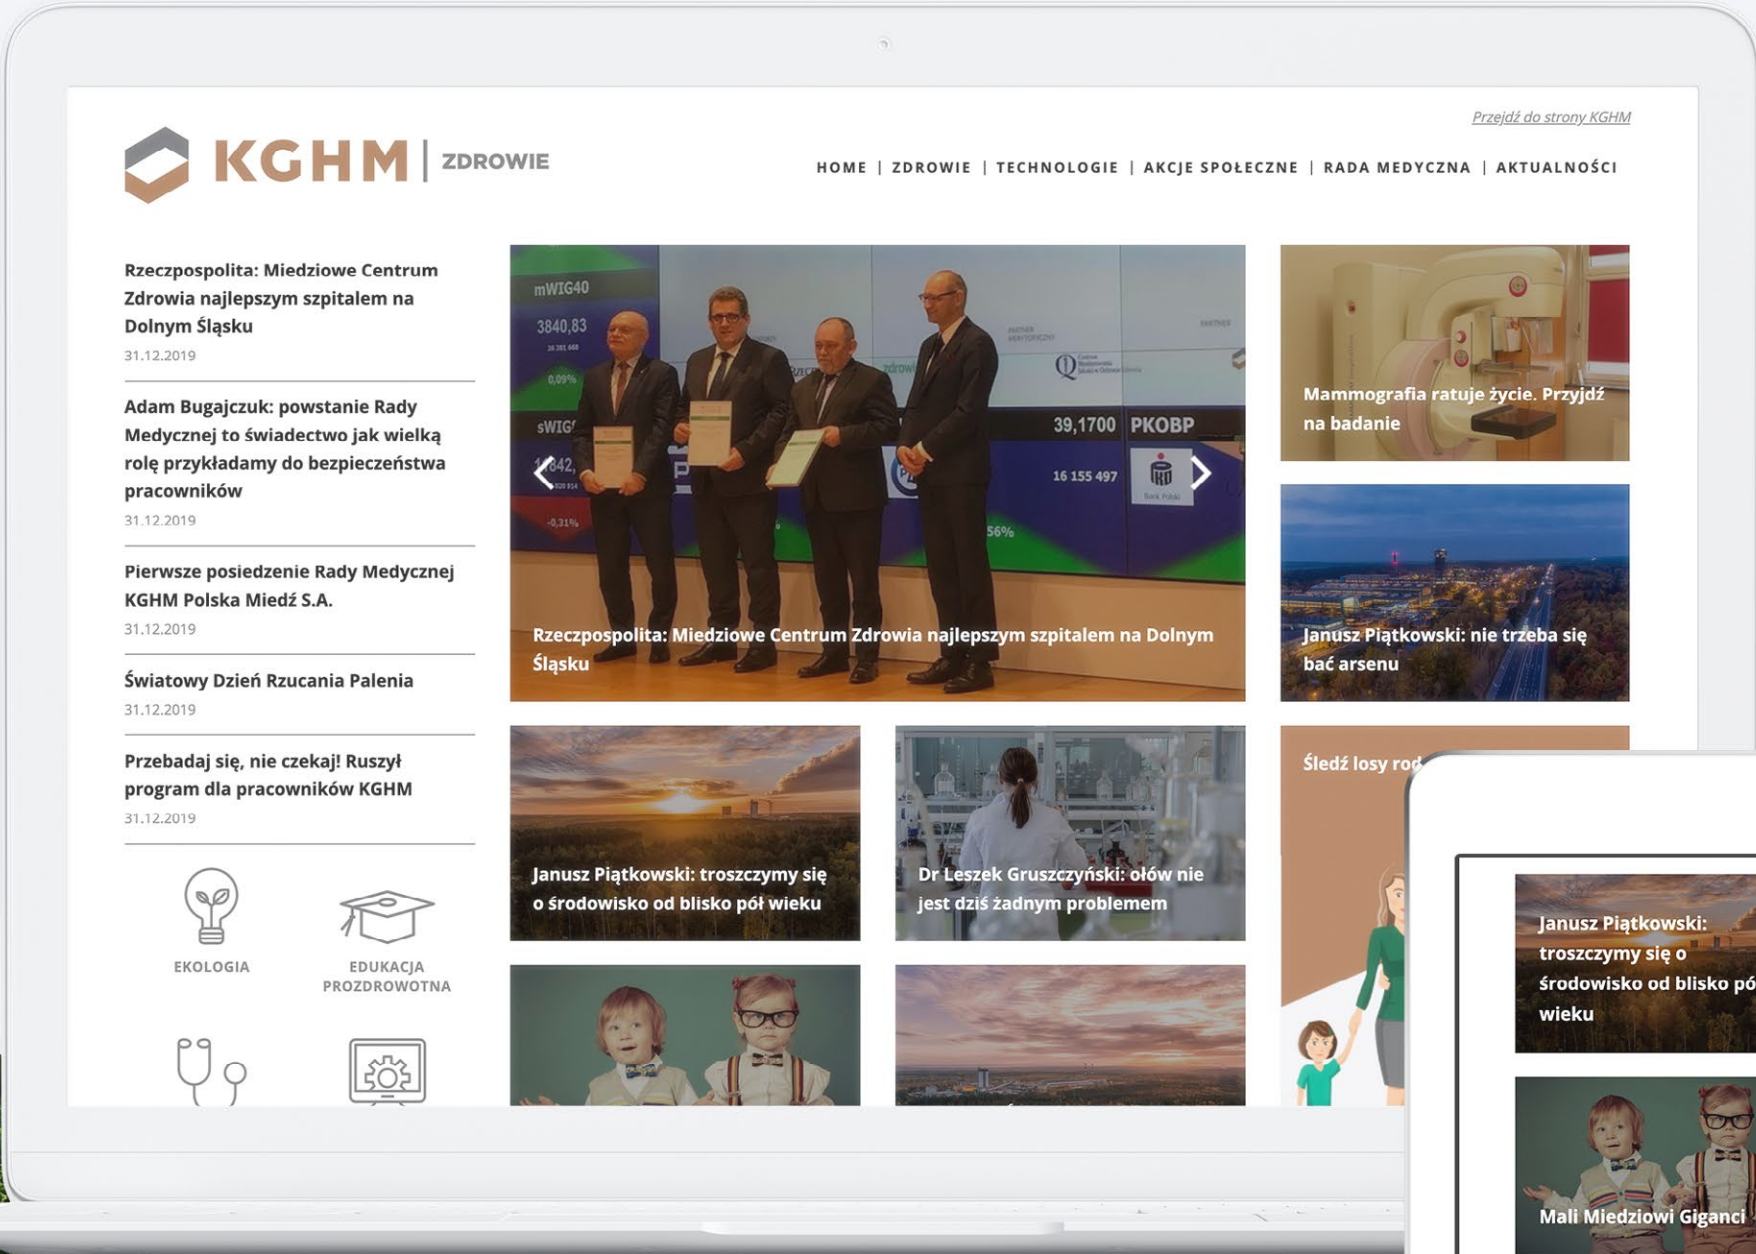 Przejdź do strony KGHM
KGHM | ZDROWIE
HOME | ZDROWIE | TECHNOLOGIE | AKCJE SPOŁECZNE | RADA MEDYCZNA | AKTUALNOŚCI
Rzeczpospolita: Miedziowe Centrum
Zdrowia najlepszym szpitalem na
Dolnym Śląsku
31.12.2019
Adam Bugajczuk: powstanie Rady
Medycznej to świadectwo jak wielką
rolę przykładamy do bezpieczeństwa
pracowników
31.12.2019
Pierwsze posiedzenie Rady Medycznej
KGHM Polska Miedź S.A.
31.12.2019
Światowy Dzień Rzucania Palenia
31.12.2019
Przebadaj się, nie czekaj! Ruszył
program dla pracowników KGHM
31.12.2019
EKOLOGIA
EDUKACJA
PROZDROWOTNA
mWIG40
3840,83
0,09%
sWIG
-0,31%
39,1700 PKOBP
16 155 497
Bank Polski
56%
Rzeczpospolita: Miedziowe Centrum Zdrowia najlepszym szpitalem na Dolnym
Śląsku
Mammografia ratuje życie. Przyjdź
na badanie
Janusz Piątkowski: nie trzeba się
bać arsenu
Janusz Piątkowski: troszczymy się
o środowisko od blisko pół wieku
Dr Leszek Gruszczyński: ołów nie
jest dziś żadnym problemem
Śledź losy rod
Janusz Piątkowski:
troszczymy się o
środowisko od blisko pó
wieku
Mali Miedziowi Giganci